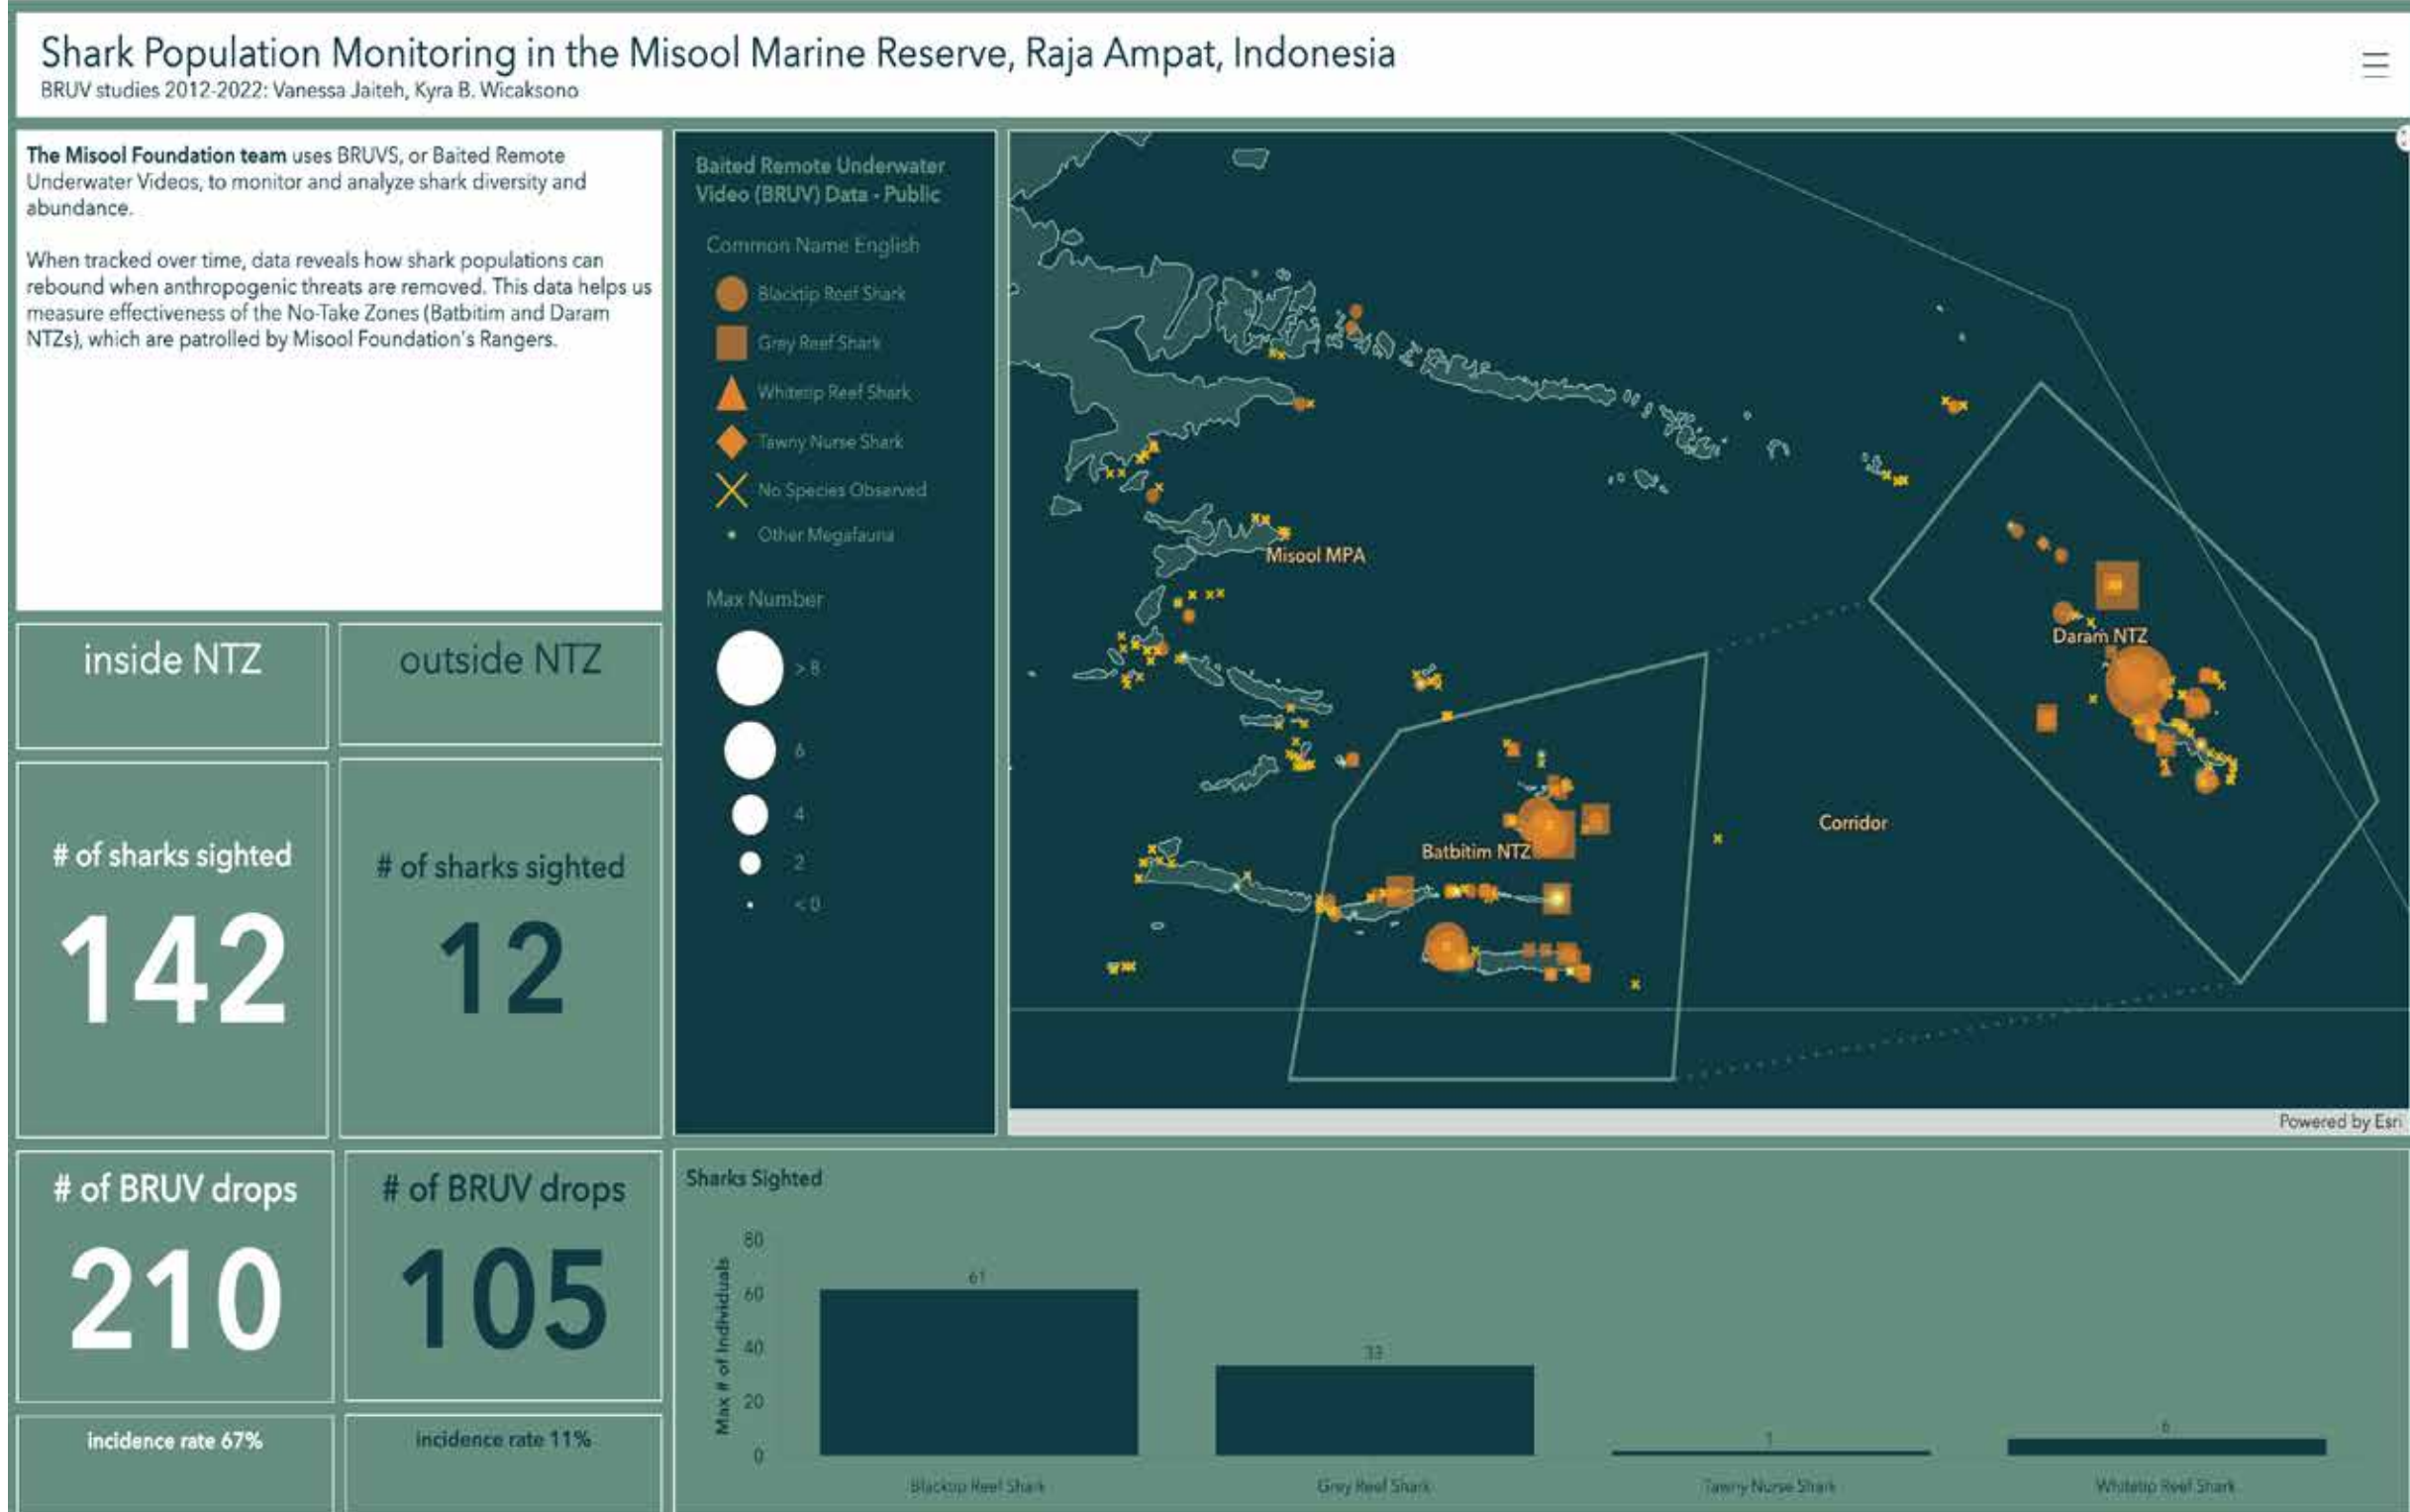 Shark Population Monitoring in the Misool Marine Reserve, Raja Ampat, Indonesia
BRUV studies 2012-2022: Vanessa Jaiteh, Kyra B. Wicaksono
The Misool Foundation team uses BRUVS, or Baited Remote
Underwater Videos, to monitor and analyze shark diversity and
abundance.
When tracked over time, data reveals how shark populations can
rebound when anthropogenic threats are removed. This data helps us
measure effectiveness of the No-Take Zones (Batbitim and Daram
NTZs), which are patrolled by Misool Foundation's Rangers.
inside NTZ
outside NTZ
# of sharks sighted
142
# of sharks sighted
12
# of BRUV drops
210
# of BRUV drops
105
incidence rate 67%
incidence rate 11%
Baited Remote Underwater
Video (BRUV) Data - Public
Common Name English
Blacktip Reef Shark
Grey Reef Shark
Whitetip Reef Shark
Tawny Nurse Shark
No Species Observed
Other Megafauna
Max Number
> 8
6
4
2
< 0
Misool MPA
Daram NTZ
Corridor
Batbitim NTZ
Powered by Esri
Sharks Sighted
Max # of Individuals
80
60
40
20
0
61
33
1
6
Blacktip Reef Shark
Grey Reef Shark
Tawny Nurse Shark
Whitetip Reef Shark